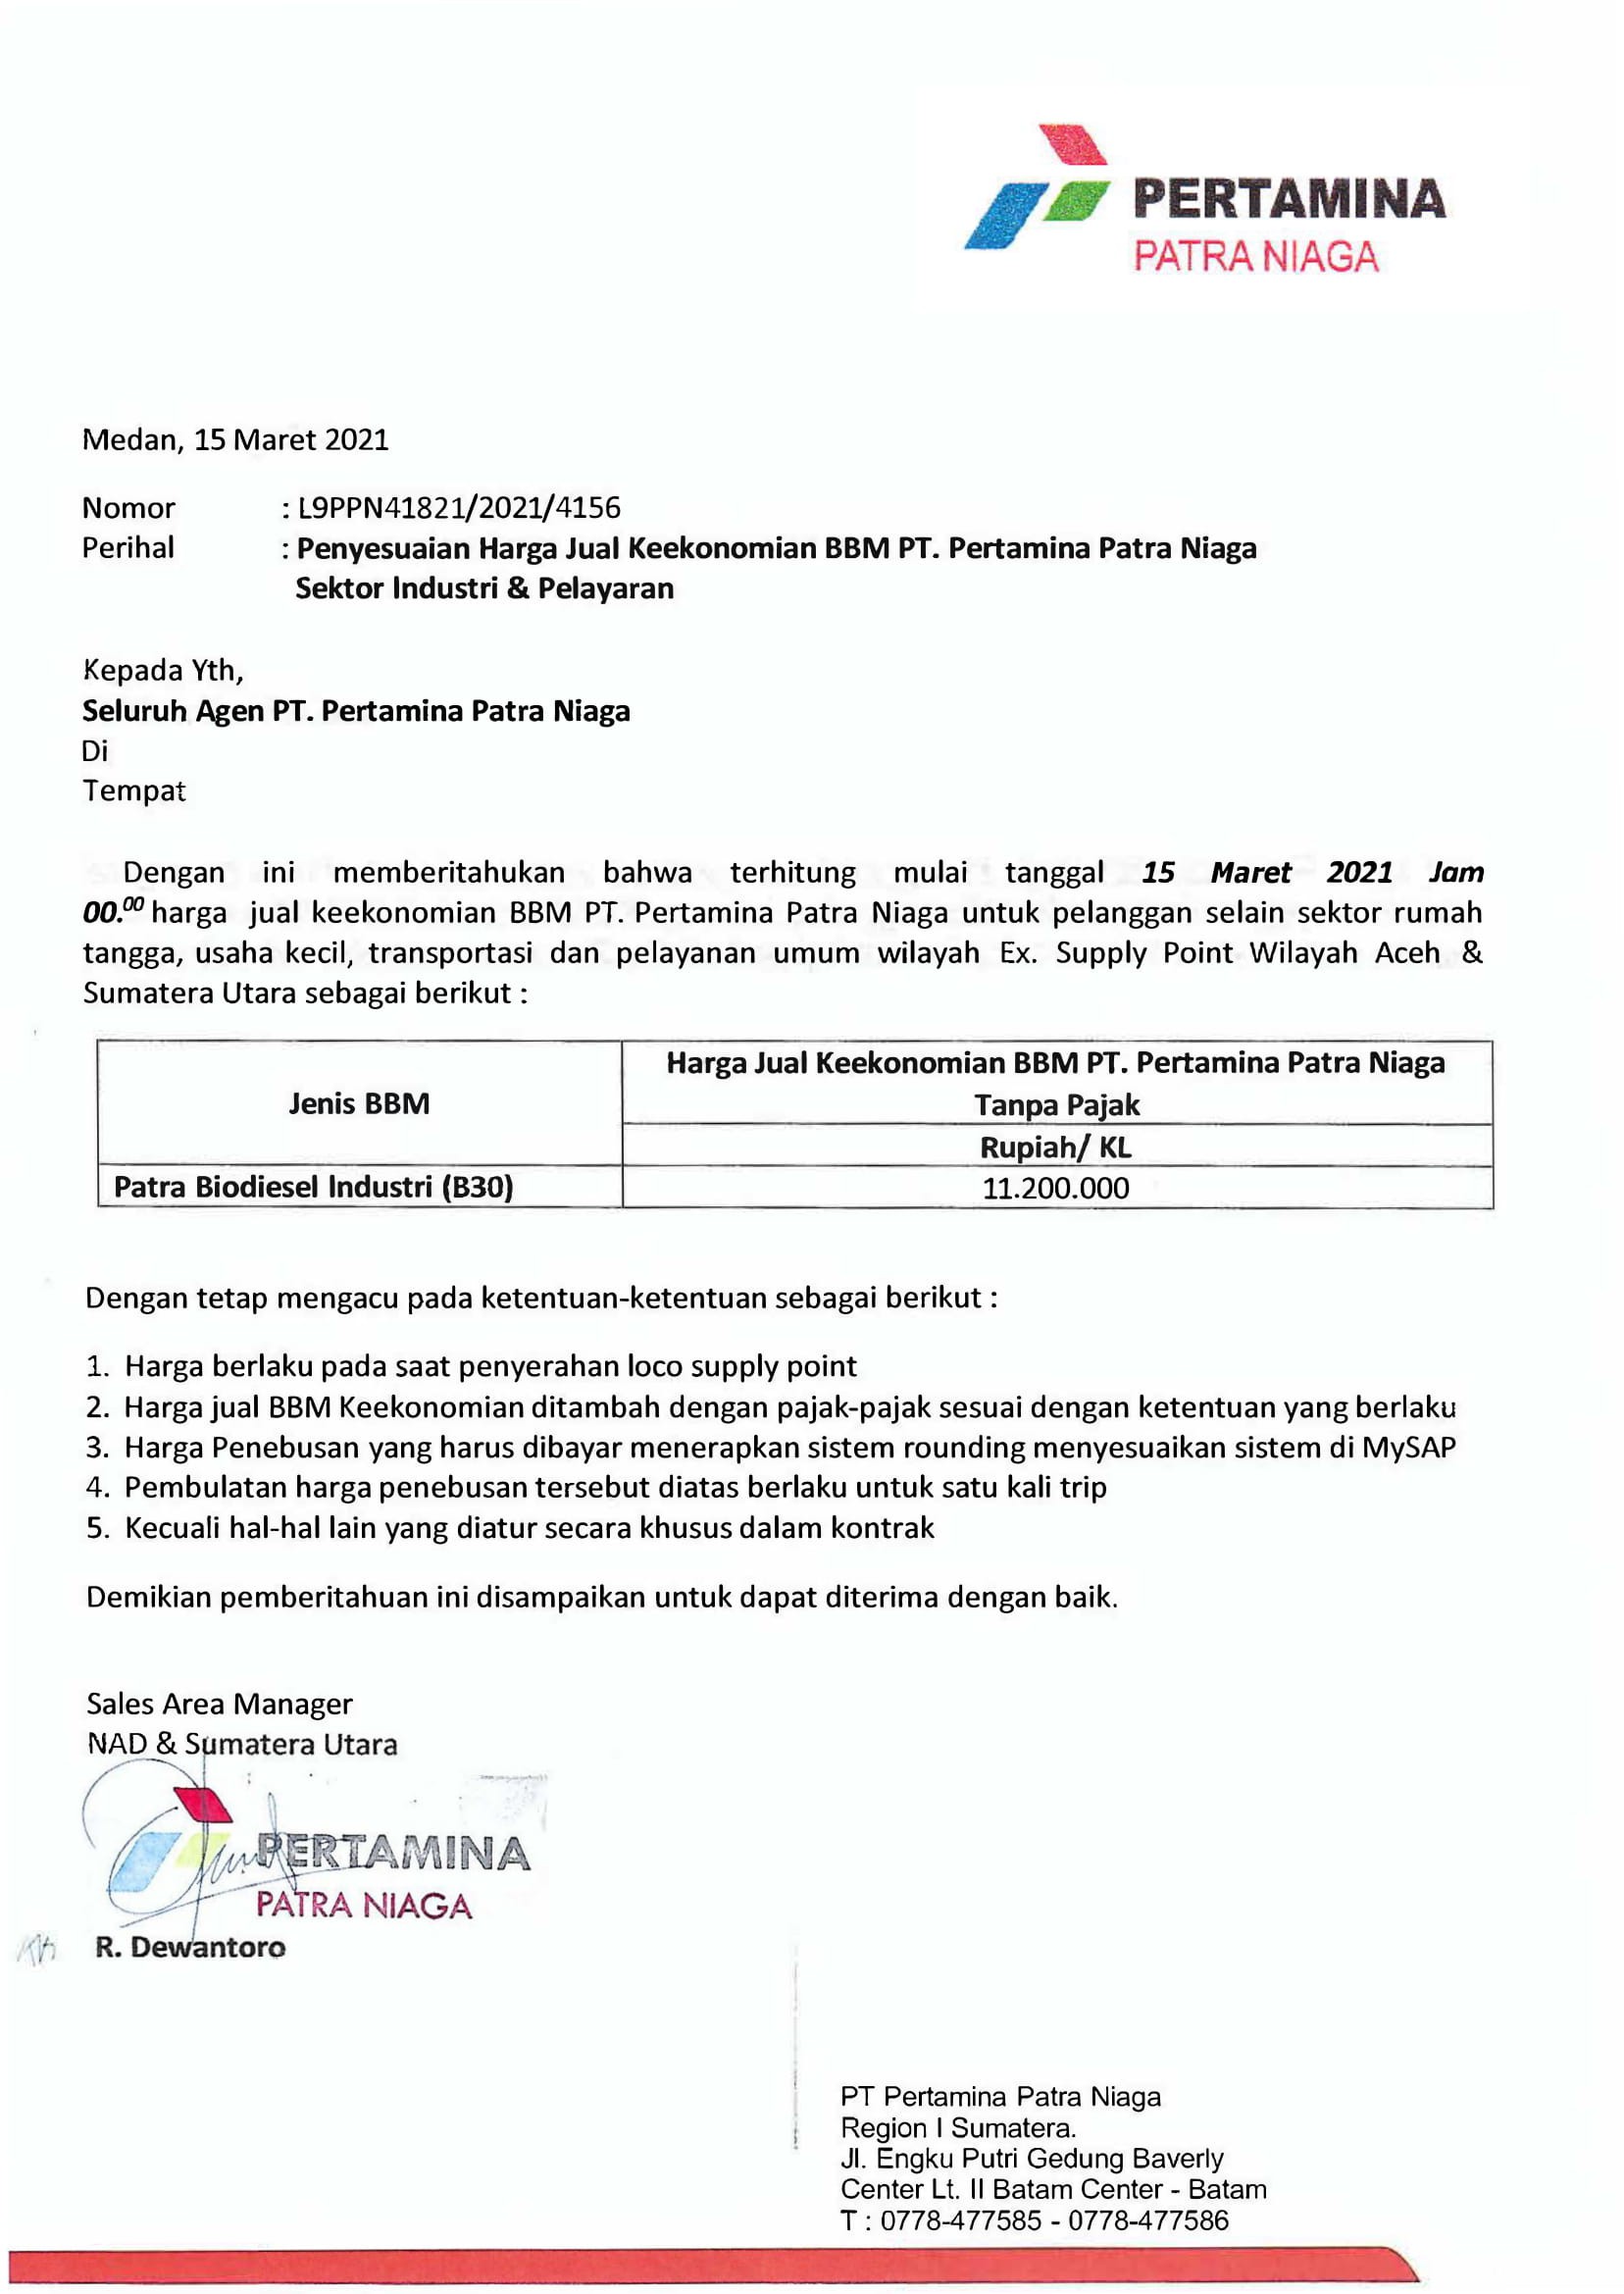 PERTAMINA
PATRA NIAGA
Medan, 15 Maret 2021
Nomor : L9PPN41821/2021/4156
Perihal : Penyesuaian Harga Jual Keekonomian BBM PT. Pertamina Patra Niaga
Sektor Industri & Pelayaran
Kepada Yth,
Seluruh Agen PT. Pertamina Patra Niaga
Di
Tempat
Dengan ini memberitahukan bahwa terhitung mulai tanggal 15 Maret 2021 Jam
00.⁰⁰ harga jual keekonomian BBM PT. Pertamina Patra Niaga untuk pelanggan selain sektor rumah
tangga, usaha kecil, transportasi dan pelayanan umum wilayah Ex. Supply Point Wilayah Aceh &
Sumatera Utara sebagai berikut :
Jenis BBM
Harga Jual Keekonomian BBM PT. Pertamina Patra Niaga
Tanpa Pajak
Rupiah/ KL
Patra Biodiesel Industri (B30) 11.200.000
Dengan tetap mengacu pada ketentuan-ketentuan sebagai berikut :
1. Harga berlaku pada saat penyerahan loco supply point
2. Harga jual BBM Keekonomian ditambah dengan pajak-pajak sesuai dengan ketentuan yang berlaku
3. Harga Penebusan yang harus dibayar menerapkan sistem rounding menyesuaikan sistem di MySAP
4. Pembulatan harga penebusan tersebut diatas berlaku untuk satu kali trip
5. Kecuali hal-hal lain yang diatur secara khusus dalam kontrak
Demikian pemberitahuan ini disampaikan untuk dapat diterima dengan baik.
Sales Area Manager
NAD & Sumatera Utara
PERTAMINA
PATRA NIAGA
R. Dewantoro
PT Pertamina Patra Niaga
Region I Sumatera.
Jl. Engku Putri Gedung Baverly
Center Lt. II Batam Center - Batam
T : 0778-477585 - 0778-477586